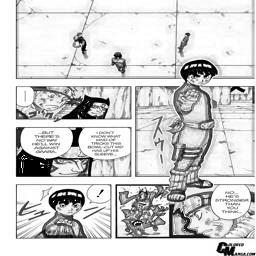 I DON'T
KNOW WHAT
KIND OF
TRICKS THIS
BOWL CUT KID
HAS UP HIS
SLEEVE...
...BUT
THERE'S
NO WAY
HE'LL WIN
AGAINST
GAARA.
!
NO...
HE'S
STRONGER
THAN
YOU
THINK.
COLORED
MANGA.COM